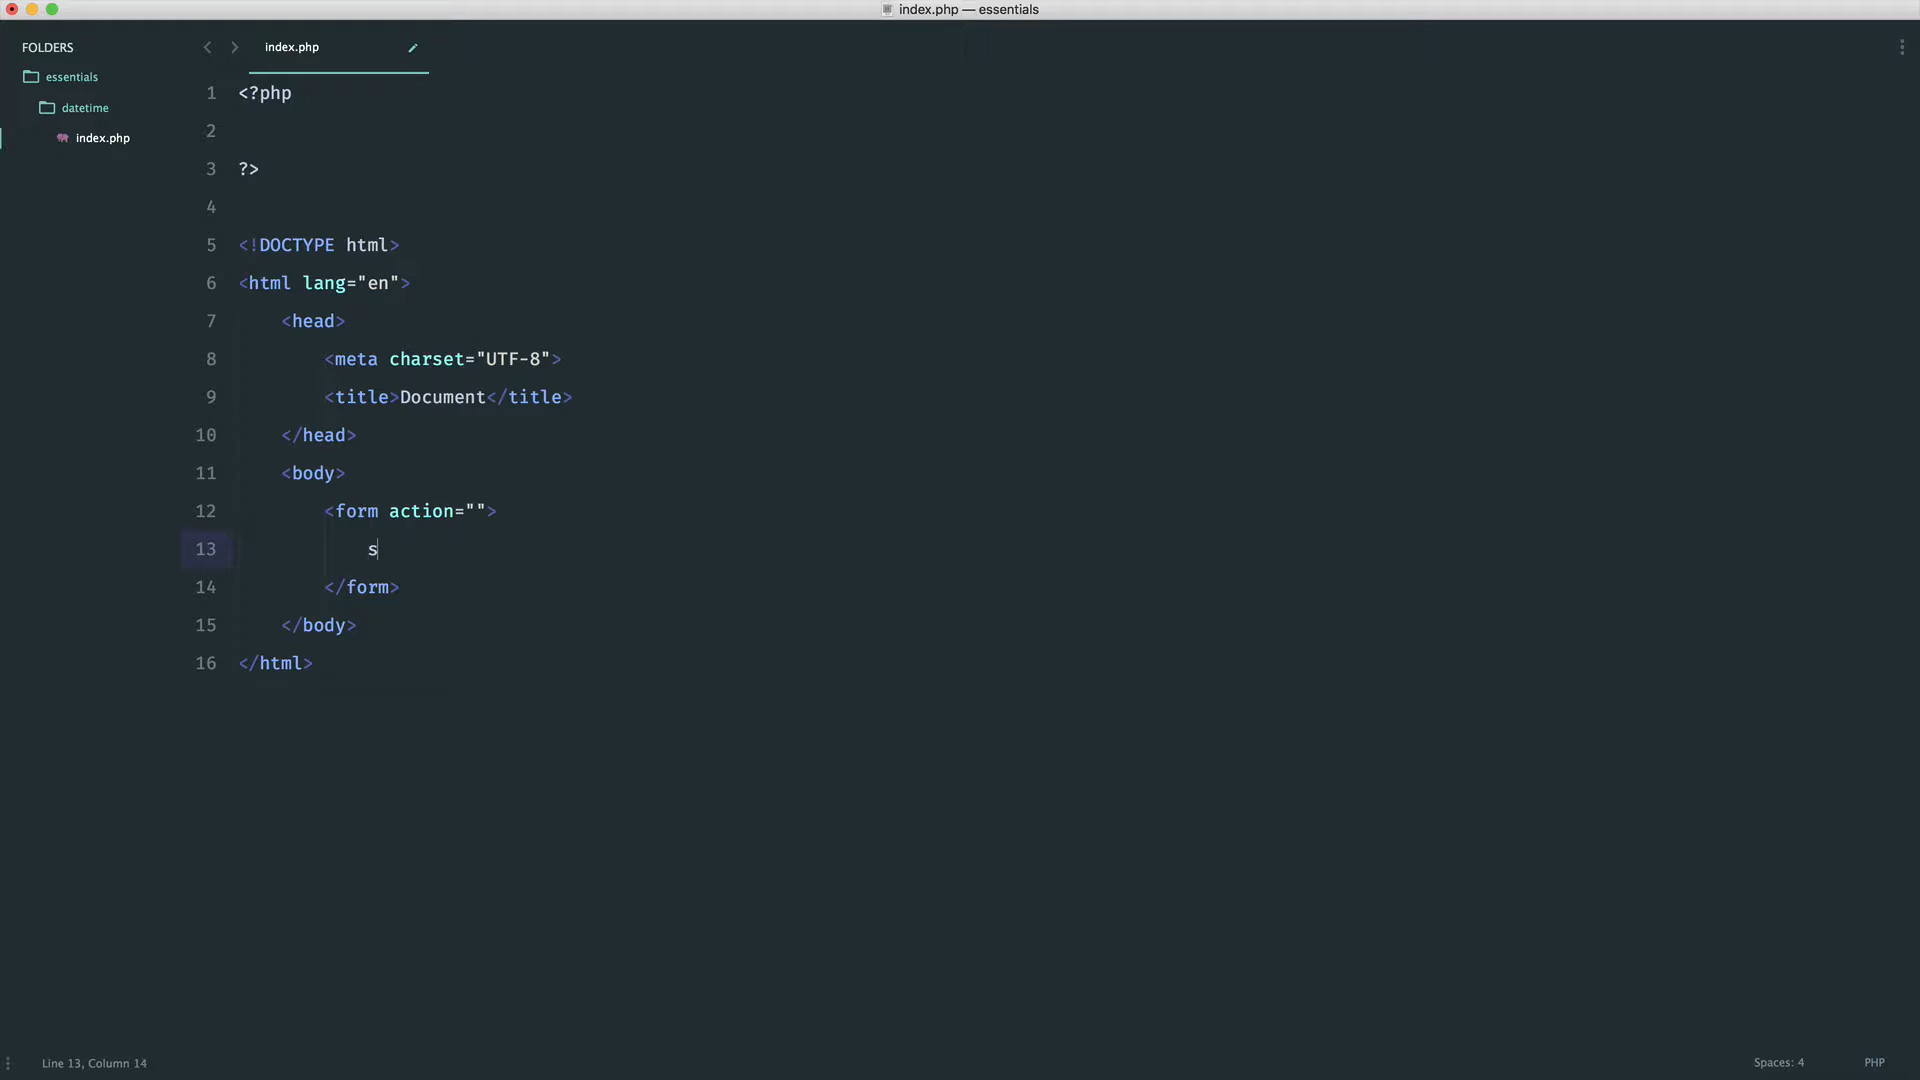 index.php — essentials
FOLDERS
essentials
datetime
index.php
index.php
1 <?php
2
3 ?>
4
5 <!DOCTYPE html>
6 <html lang="en">
7 <head>
8 <meta charset="UTF-8">
9 <title>Document</title>
10 </head>
11 <body>
12 <form action="">
13 s
14 </form>
15 </body>
16 </html>
Line 13, Column 14
Spaces: 4
PHP